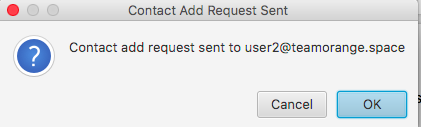 Contact Add Request Sent
Contact add request sent to user2@teamorange.space
Cancel
OK